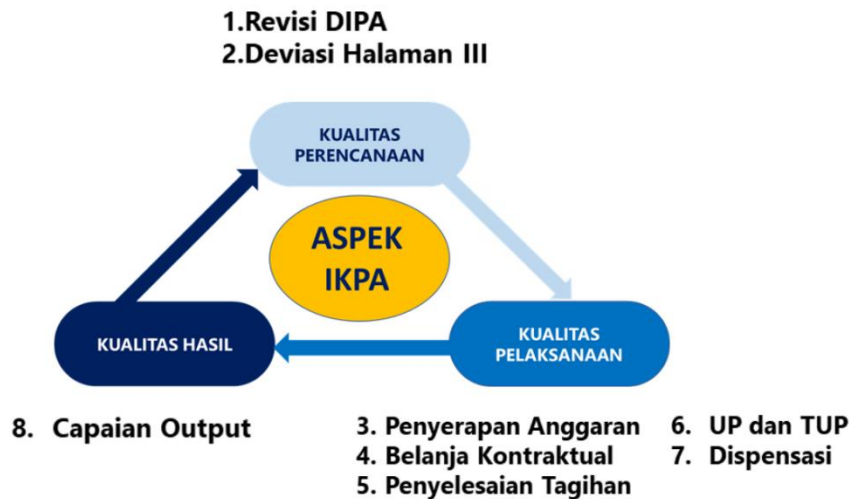 1.Revisi DIPA
2.Deviasi Halaman III
KUALITAS
PERENCANAAN
ASPEK
IKPA
KUALITAS HASIL
KUALITAS
PELAKSANAAN
8. Capaian Output
3. Penyerapan Anggaran
4. Belanja Kontraktual
5. Penyelesaian Tagihan
6. UP dan TUP
7. Dispensasi